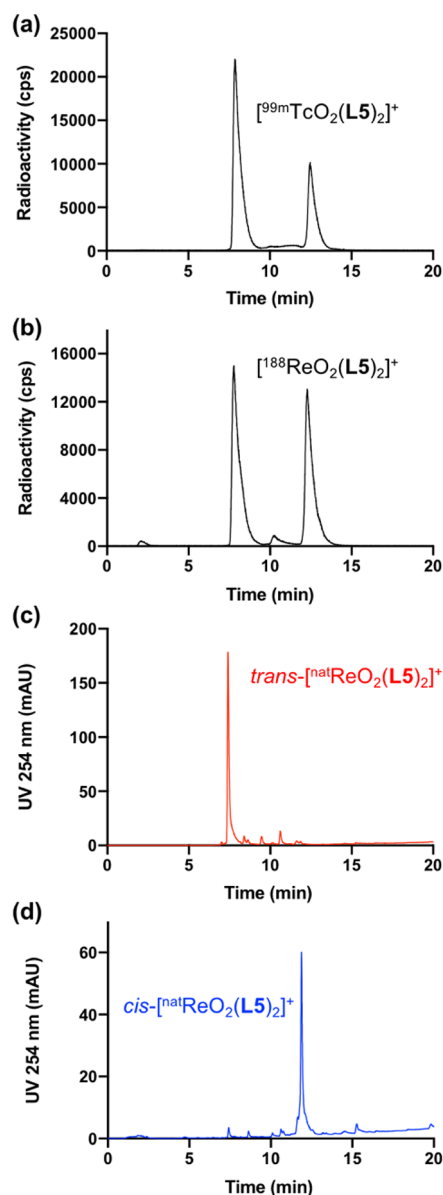 (a)
[⁹⁹ᵐTcO₂(L5)₂]⁺
Radioactivity (cps)
25000
20000
15000
10000
5000
0
0 5 10 15 20
Time (min)
(b)
[¹⁸⁸ReO₂(L5)₂]⁺
Radioactivity (cps)
16000
12000
8000
4000
0
0 5 10 15 20
Time (min)
(c)
trans-[ⁿᵃᵗReO₂(L5)₂]⁺
UV 254 nm (mAU)
200
150
100
50
0
0 5 10 15 20
Time (min)
(d)
cis-[ⁿᵃᵗReO₂(L5)₂]⁺
UV 254 nm (mAU)
60
40
20
0
0 5 10 15 20
Time (min)